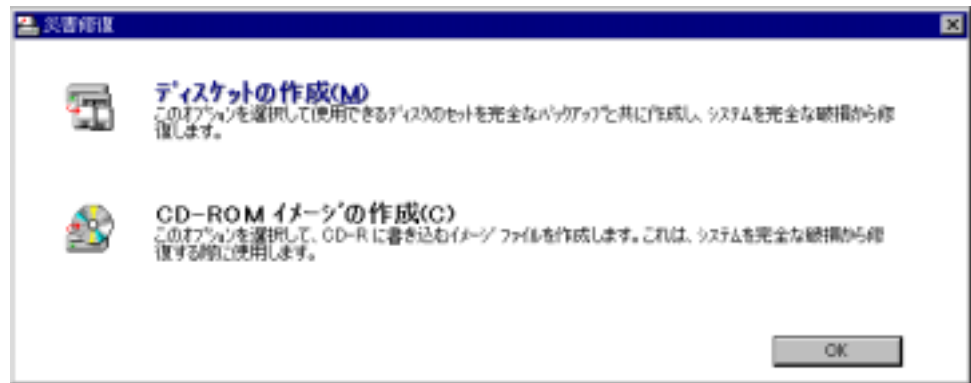 災害修復
ディスケットの作成(M)
このオプションを選択して使用できるディスクのセットを完全なバックアップと共に作成し、システムを完全な破損から修
復します。
CD-ROM イメージの作成(C)
このオプションを選択して、CD-R に書き込むイメージ ファイルを作成します。これは、システムを完全な破損から修
復する際に使用します。
OK